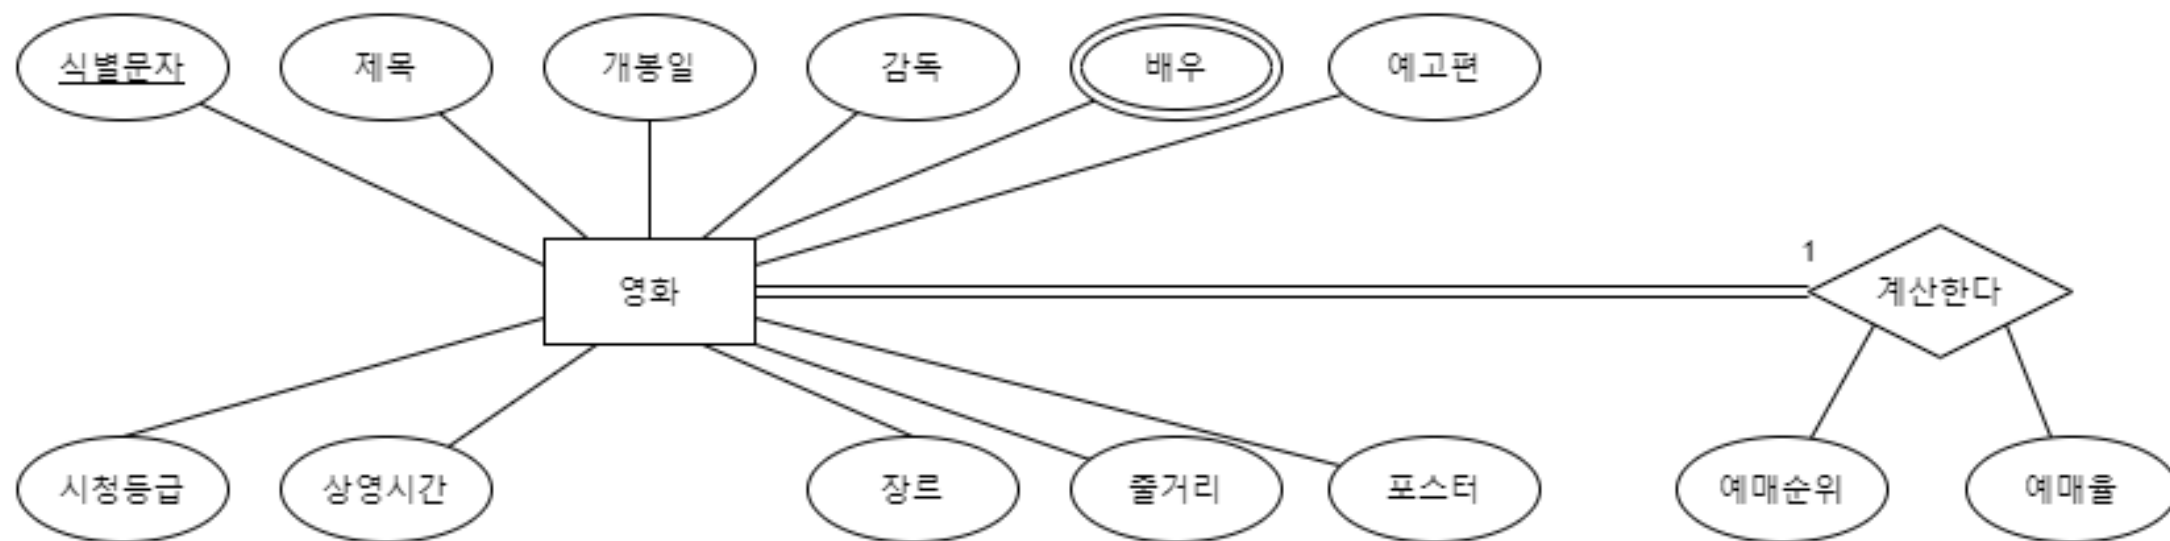 식별문자
제목
개봉일
감독
배우
예고편
1
영화
계산한다
시청등급
상영시간
장르
줄거리
포스터
예매순위
예매율